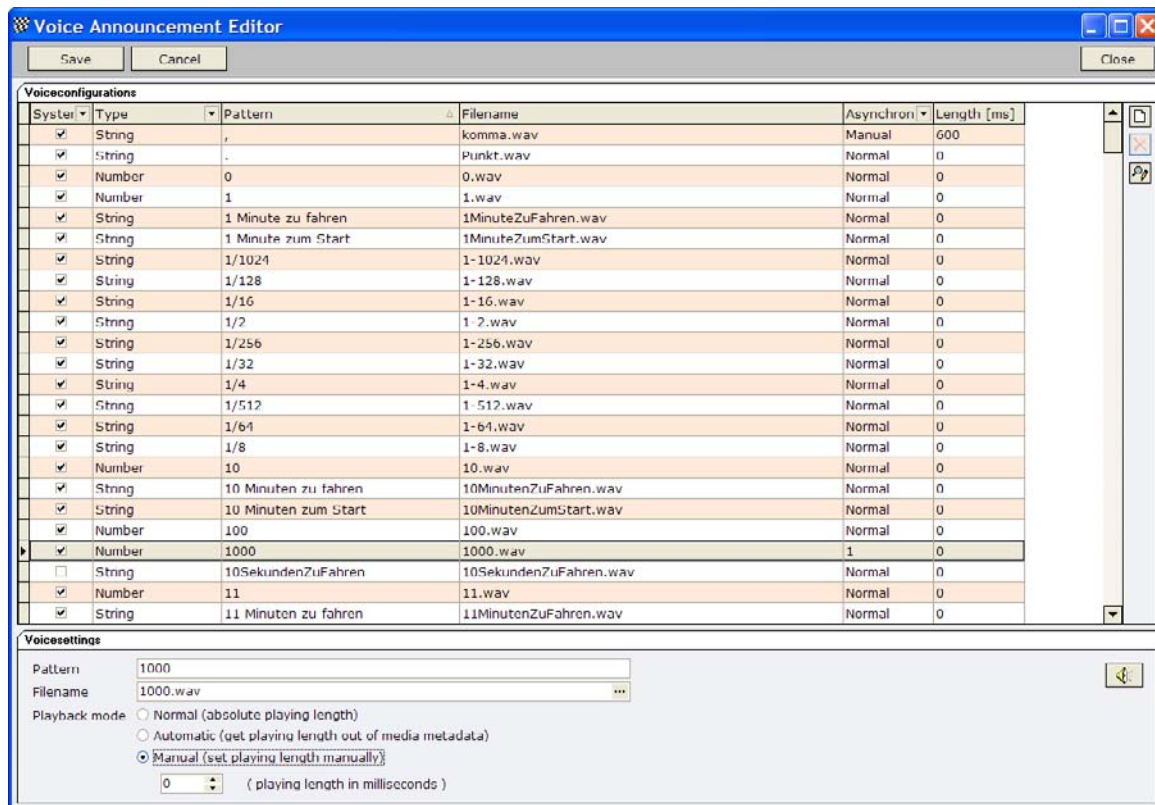 Voice Announcement Editor
Save Cancel Close
Voiceconfigurations
System Type Pattern Filename Asynchron Length [ms]
String , komma.wav Manual 600
String . Punkt.wav Normal 0
Number 0 0.wav Normal 0
Number 1 1.wav Normal 0
String 1 Minute zu fahren 1MinuteZuFahren.wav Normal 0
String 1 Minute zum Start 1MinuteZumStart.wav Normal 0
String 1/1024 1-1024.wav Normal 0
String 1/128 1-128.wav Normal 0
String 1/16 1-16.wav Normal 0
String 1/2 1-2.wav Normal 0
String 1/256 1-256.wav Normal 0
String 1/32 1-32.wav Normal 0
String 1/4 1-4.wav Normal 0
String 1/512 1-512.wav Normal 0
String 1/64 1-64.wav Normal 0
String 1/8 1-8.wav Normal 0
Number 10 10.wav Normal 0
String 10 Minuten zu fahren 10MinutenZuFahren.wav Normal 0
String 10 Minuten zum Start 10MinutenZumStart.wav Normal 0
Number 100 100.wav Normal 0
Number 1000 1000.wav 1 0
String 10SekundenZuFahren 10SekundenZuFahren.wav Normal 0
Number 11 11.wav Normal 0
String 11 Minuten zu fahren 11MinutenZuFahren.wav Normal 0
Voicesettings
Pattern 1000
Filename 1000.wav ...
Playback mode Normal (absolute playing length)
Automatic (get playing length out of media metadata)
Manual (set playing length manually)
0 ( playing length in milliseconds )